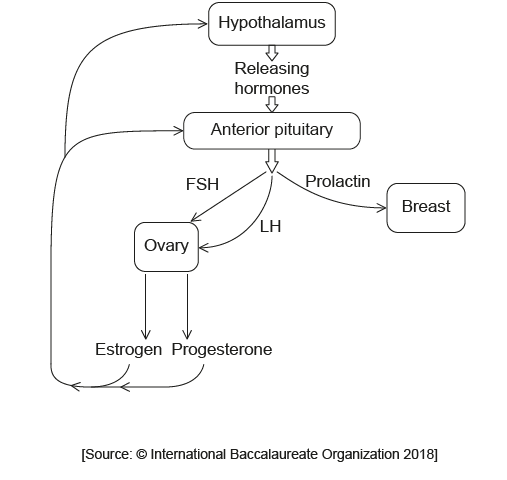 Hypothalamus
Releasing
hormones
Anterior pituitary
FSH
Prolactin
Breast
LH
Ovary
Estrogen Progesterone
[Source: © International Baccalaureate Organization 2018]